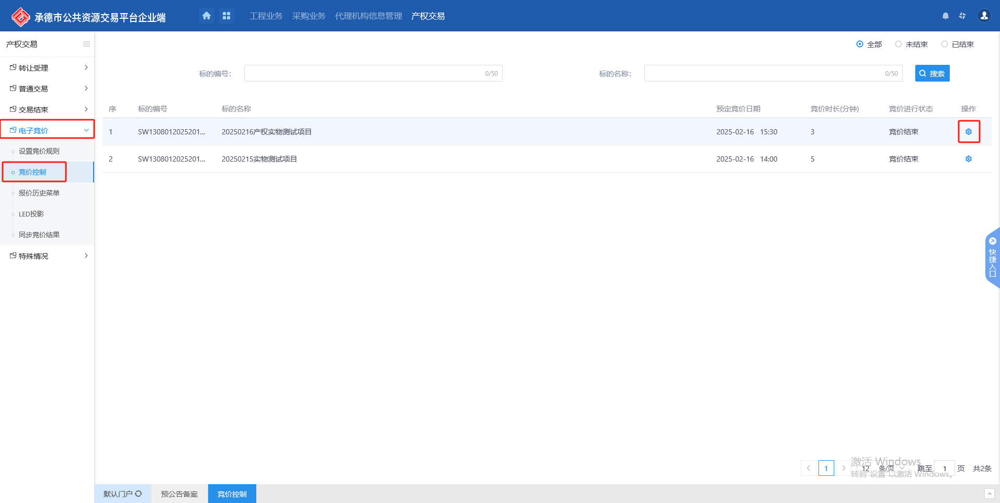 承德市公共资源交易平台企业端
工程业务 采购业务 代理机构信息管理 产权交易
产权交易
转让受理
普通交易
交易结束
电子竞价
设置竞价规则
竞价控制
报价历史菜单
LED投影
同步竞价结果
特殊情况
全部 未结束 已结束
标的编号： 0/50 标的名称： 0/50 搜索
序 标的编号 标的名称 预定竞价日期 竞价时长(分钟) 竞价进行状态 操作
1 SW1308012025201... 20250216产权实物测试项目 2025-02-16 15:30 3 竞价结束
2 SW1308012025201... 20250215实物测试项目 2025-02-16 14:00 5 竞价结束
快捷入口
激活 Windows
1 12 条/页 跳至 1 页 共2条
转到"设置"以激活 Windows。
默认门户 预公告备案 竞价控制